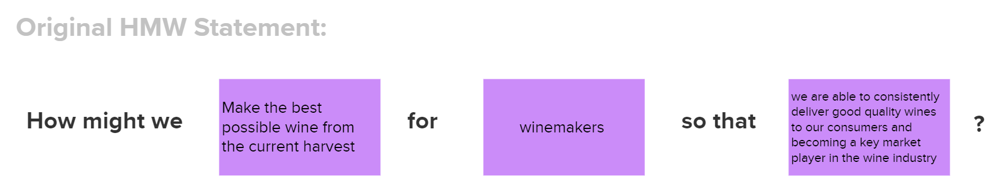 Original HMW Statement:
How might we
Make the best
possible wine from
the current harvest
for
winemakers
so that
we are able to consistently
deliver good quality wines
to our consumers and
becoming a key market
player in the wine industry
?